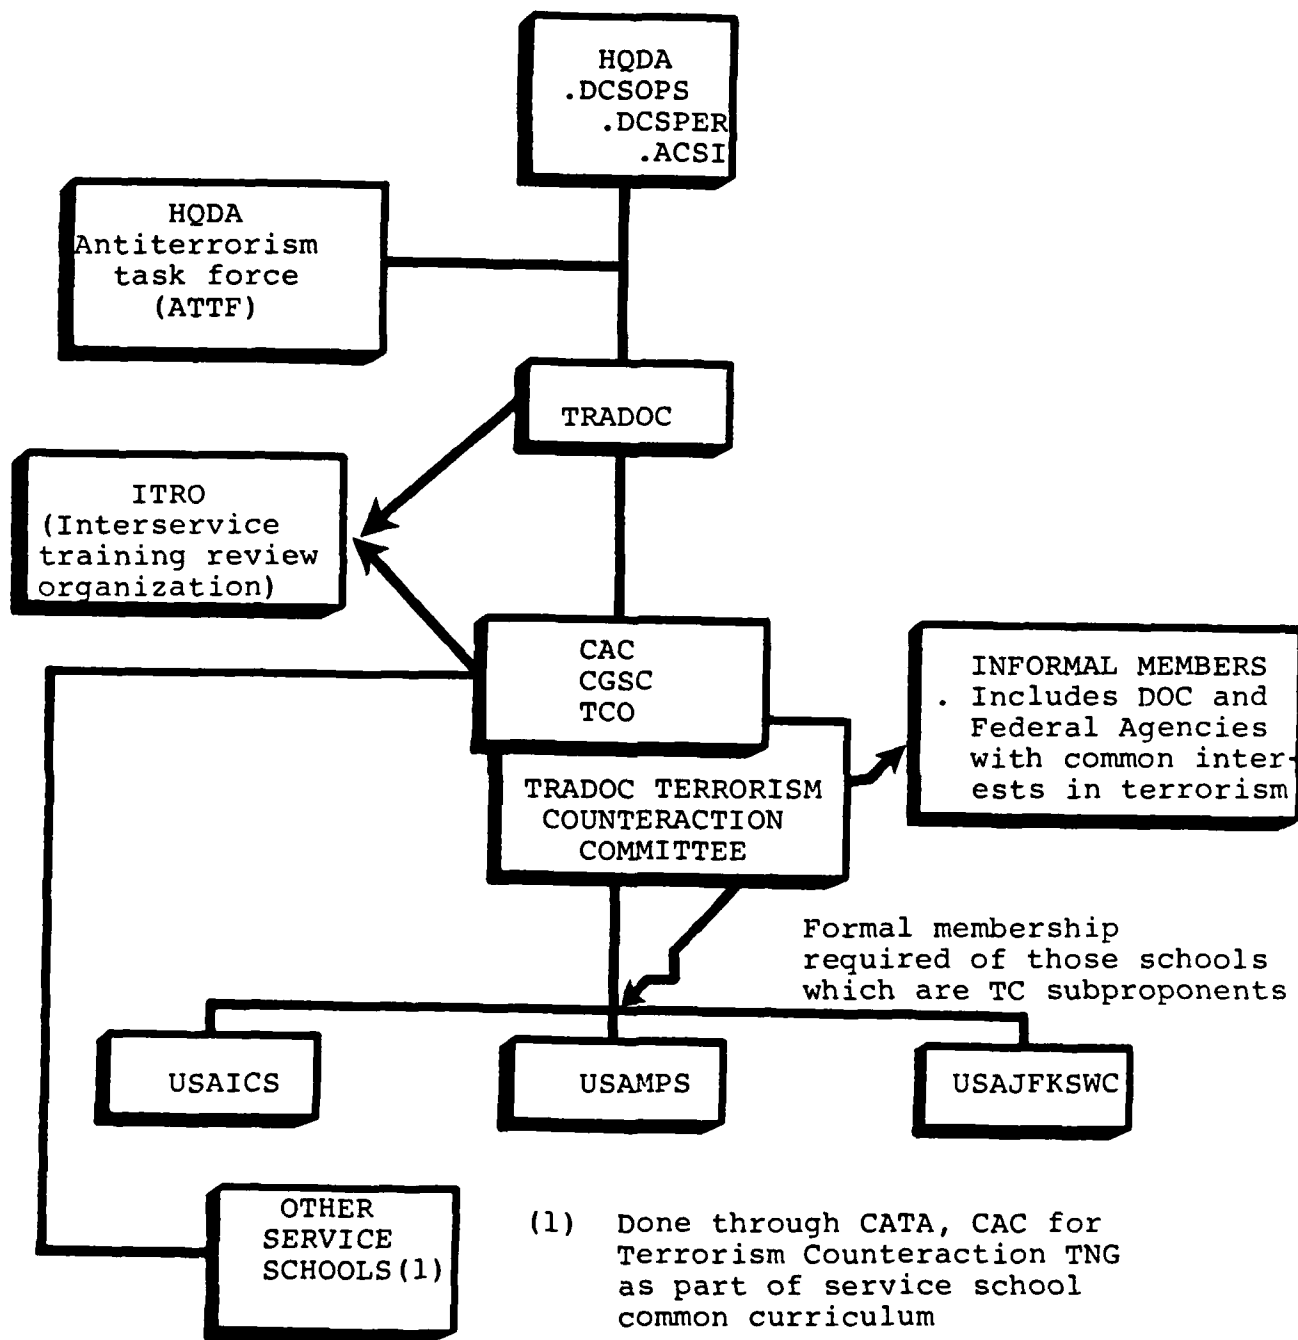 HQDA
.DCSOPS
.DCSPER
.ACSI
HQDA
Antiterrorism
task force
(ATTF)
TRADOC
ITRO
(Interservice
training review
organization)
CAC
CGSC
TCO
INFORMAL MEMBERS
. Includes DOC and
Federal Agencies
with common inter-
ests in terrorism
TRADOC TERRORISM
COUNTERACTION
COMMITTEE
Formal membership
required of those schools
which are TC subproponents
USAICS
USAMPS
USAJFKSWC
OTHER
SERVICE
SCHOOLS(1)
(1) Done through CATA, CAC for
Terrorism Counteraction TNG
as part of service school
common curriculum